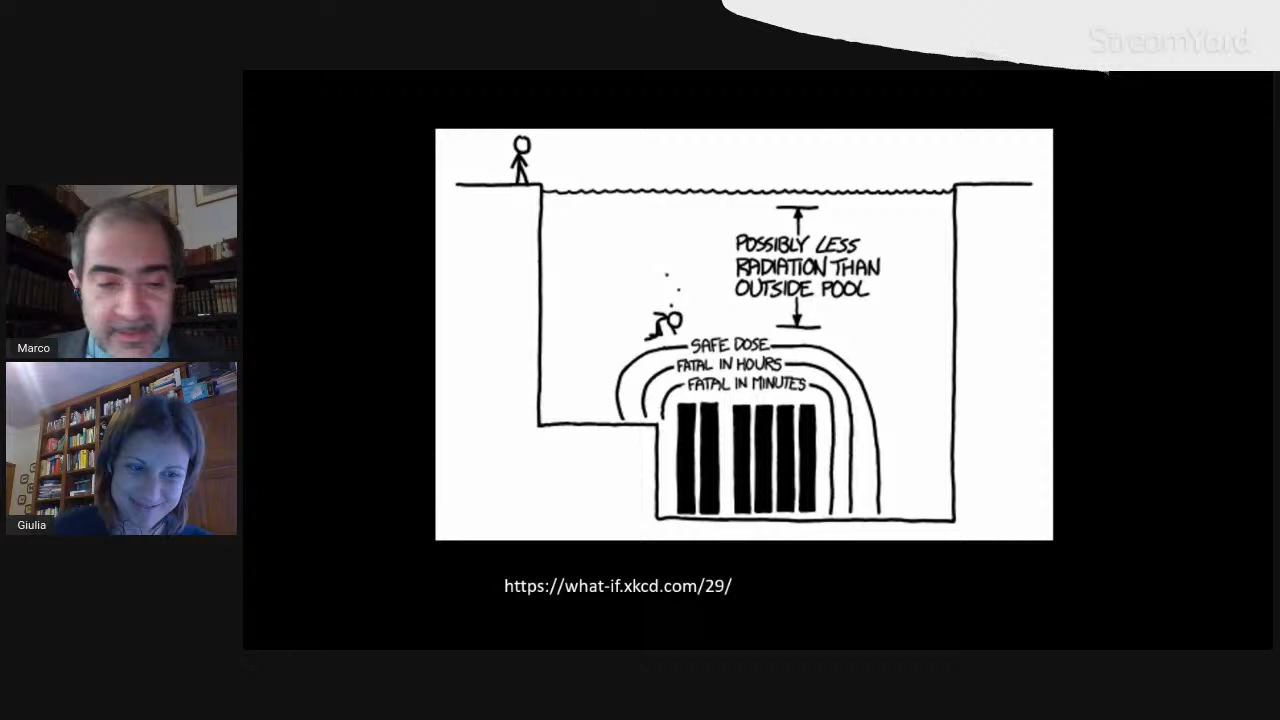 StreamYard
POSSIBLY LESS
RADIATION THAN
OUTSIDE POOL
SAFE DOSE
FATAL IN HOURS
FATAL IN MINUTES
Marco
Giulia
https://what-if.xkcd.com/29/